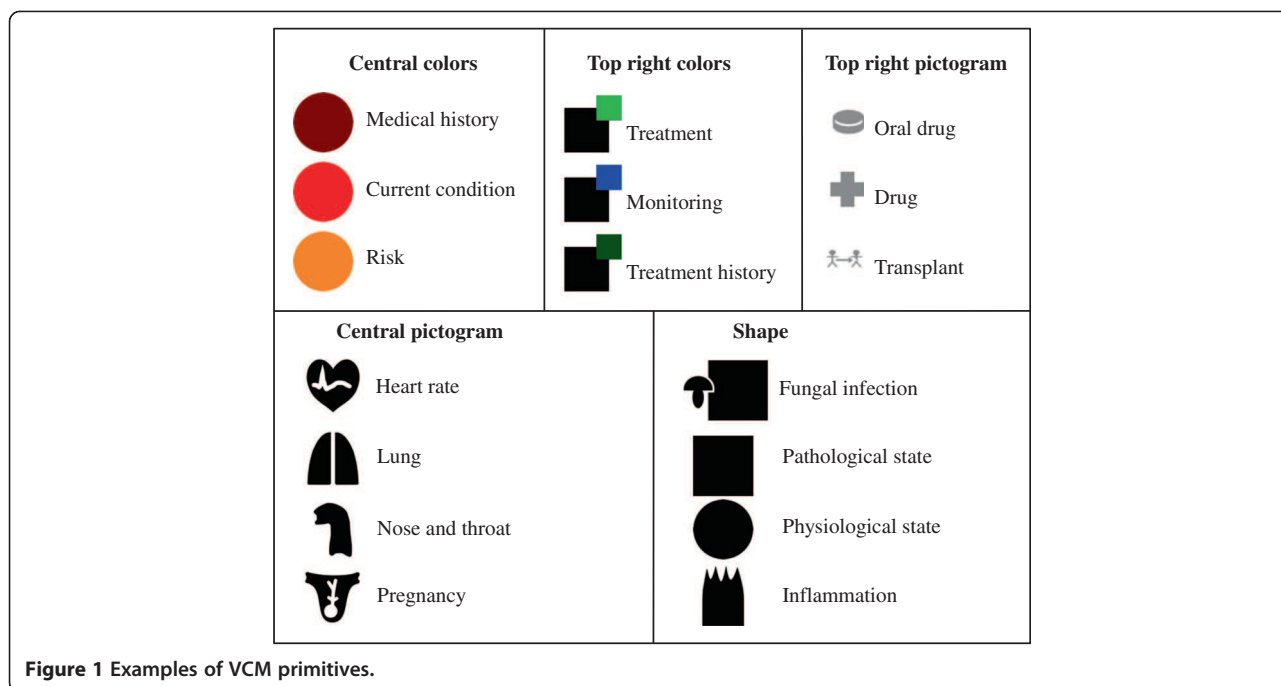 Central colors
Medical history
Current condition
Risk
Top right colors
Treatment
Monitoring
Treatment history
Top right pictogram
Oral drug
Drug
Transplant
Central pictogram
Heart rate
Lung
Nose and throat
Pregnancy
Shape
Fungal infection
Pathological state
Physiological state
Inflammation
Figure 1 Examples of VCM primitives.